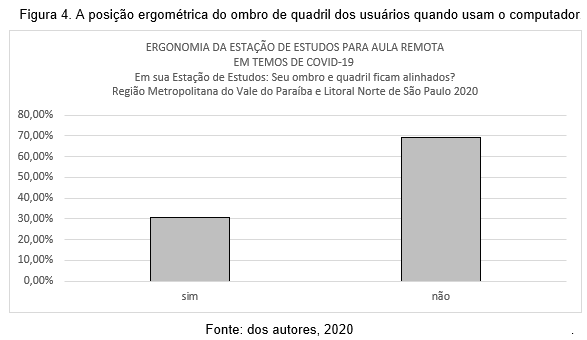 Figura 4. A posição ergométrica do ombro de quadril dos usuários quando usam o computador
ERGONOMIA DA ESTAÇÃO DE ESTUDOS PARA AULA REMOTA
EM TEMOS DE COVID-19
Em sua Estação de Estudos: Seu ombro e quadril ficam alinhados?
Região Metropolitana do Vale do Paraíba e Litoral Norte de São Paulo 2020
80,00%
70,00%
60,00%
50,00%
40,00%
30,00%
20,00%
10,00%
0,00%
sim não
Fonte: dos autores, 2020 .